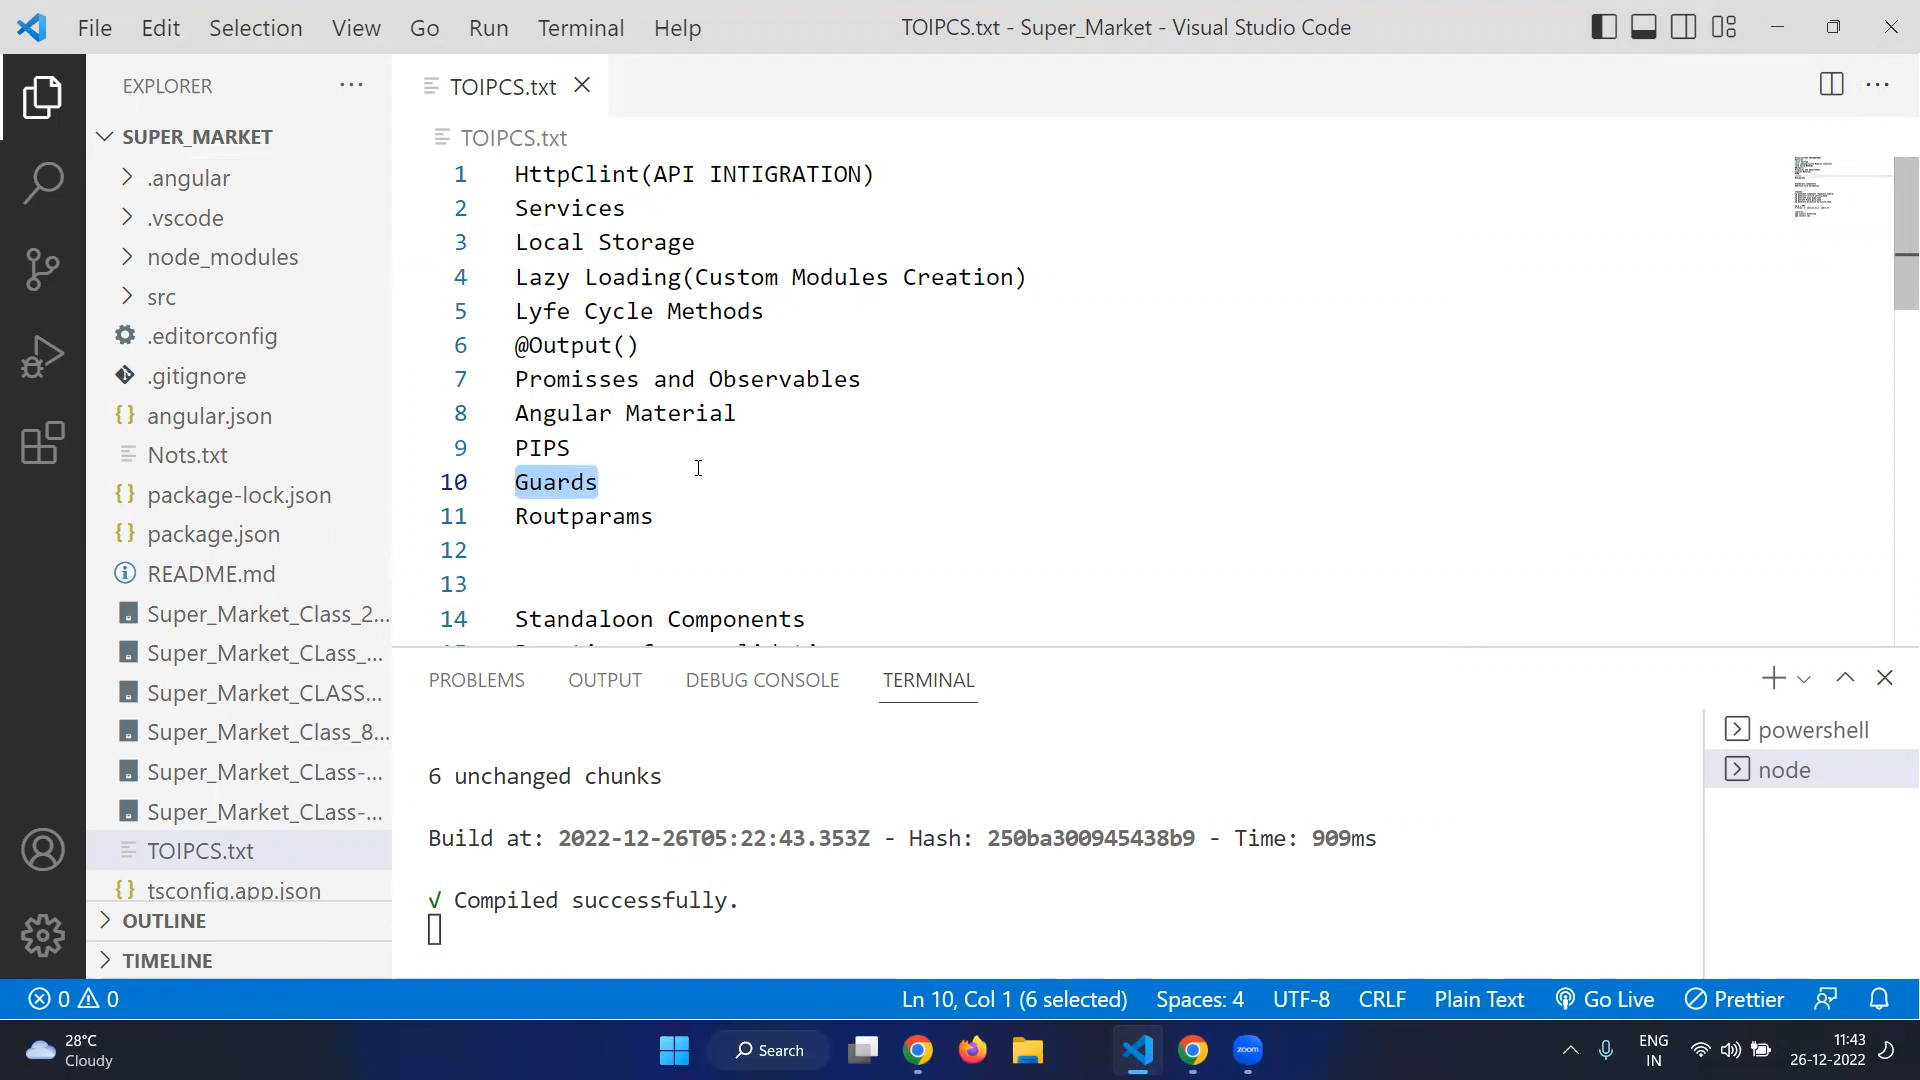 File Edit Selection View Go Run Terminal Help
TOIPCS.txt - Super_Market - Visual Studio Code
EXPLORER
SUPER_MARKET
.angular
.vscode
node_modules
src
.editorconfig
.gitignore
angular.json
Nots.txt
package-lock.json
package.json
README.md
Super_Market_Class_2...
Super_Market_CLass_...
Super_Market_CLASS...
Super_Market_Class_8...
Super_Market_CLass-...
Super_Market_CLass-...
TOIPCS.txt
tsconfig.app.json
OUTLINE
TIMELINE
TOIPCS.txt
TOIPCS.txt
1 HttpClint(API INTIGRATION)
2 Services
3 Local Storage
4 Lazy Loading(Custom Modules Creation)
5 Lyfe Cycle Methods
6 @Output()
7 Promisses and Observables
8 Angular Material
9 PIPS
10 Guards
11 Routparams
12
13
14 Standaloon Components
PROBLEMS OUTPUT DEBUG CONSOLE TERMINAL
6 unchanged chunks
Build at: 2022-12-26T05:22:43.353Z - Hash: 250ba300945438b9 - Time: 909ms
√ Compiled successfully.
powershell
node
0 0 Ln 10, Col 1 (6 selected) Spaces: 4 UTF-8 CRLF Plain Text Go Live Prettier
28°C
Cloudy
Search
zoom
ENG
IN
11:43
26-12-2022